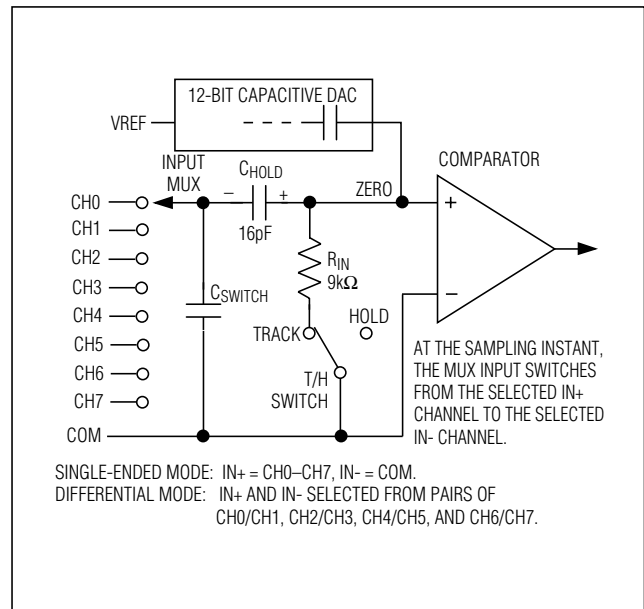 12-BIT CAPACITIVE DAC
VREF
INPUT
MUX
CHOLD
− +
16pF
ZERO
COMPARATOR
+
−
CH0
CH1
CH2
CH3
CH4
CH5
CH6
CH7
COM
CSWITCH
RIN
9kΩ
TRACK
HOLD
T/H
SWITCH
AT THE SAMPLING INSTANT,
THE MUX INPUT SWITCHES
FROM THE SELECTED IN+
CHANNEL TO THE SELECTED
IN- CHANNEL.
SINGLE-ENDED MODE: IN+ = CH0–CH7, IN- = COM.
DIFFERENTIAL MODE: IN+ AND IN- SELECTED FROM PAIRS OF
CH0/CH1, CH2/CH3, CH4/CH5, AND CH6/CH7.